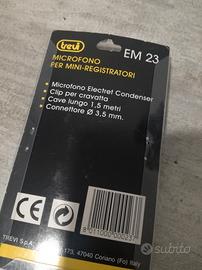 trevi
EM 23
MICROFONO
PER MINI-REGISTRATORI
• Microfono Electret Condenser
• Clip per cravatta
• Cavo lungo 1,5 metri
• Connettore Ø 3,5 mm.
TREVI S.p.A.
47040 Coriano (Fo) Italy
subito